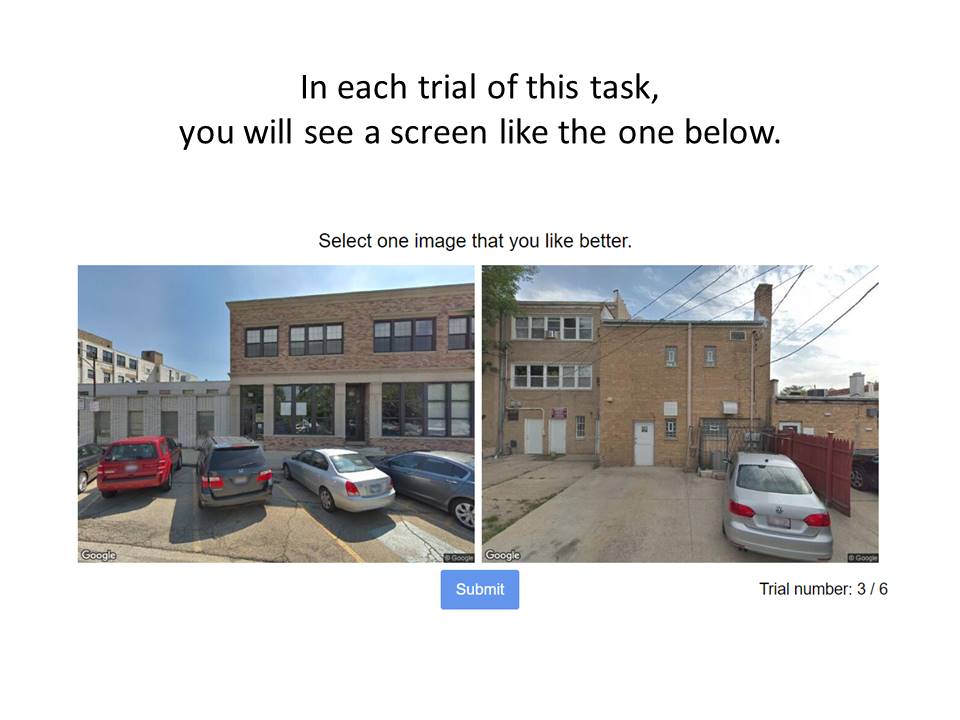 In each trial of this task,
you will see a screen like the one below.
Select one image that you like better.
Google
© Google
Google
© Google
Submit
Trial number: 3 / 6